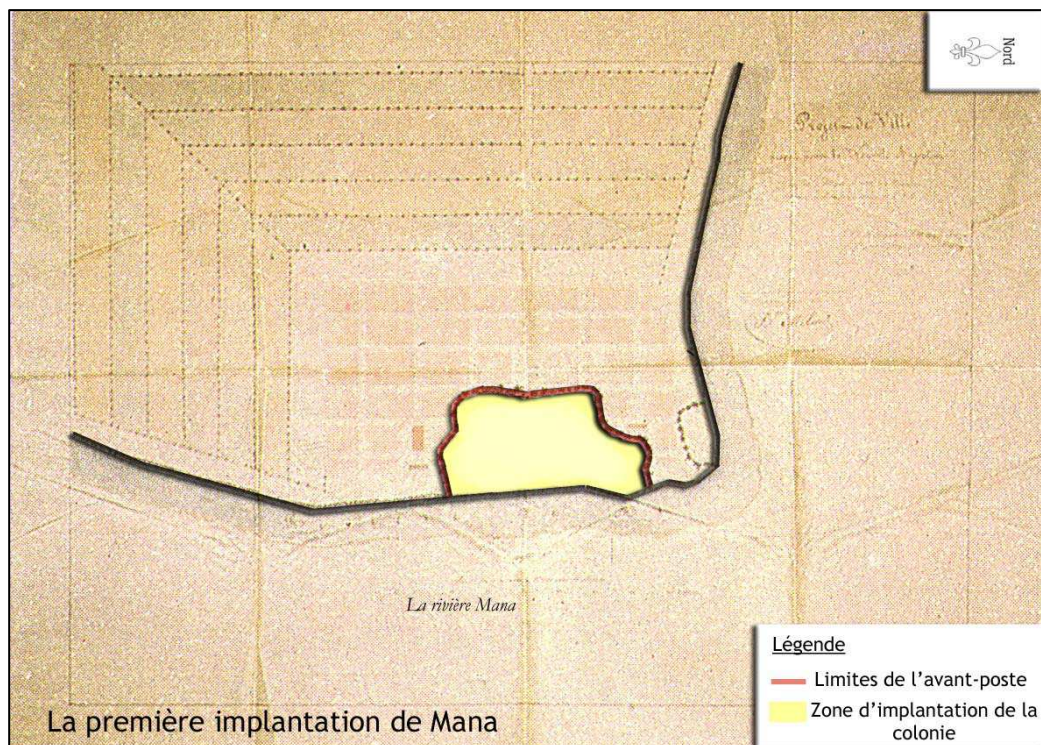 Nord
Projet de Ville
La rivière Mana
Légende
Limites de l’avant-poste
Zone d’implantation de la
colonie
La première implantation de Mana